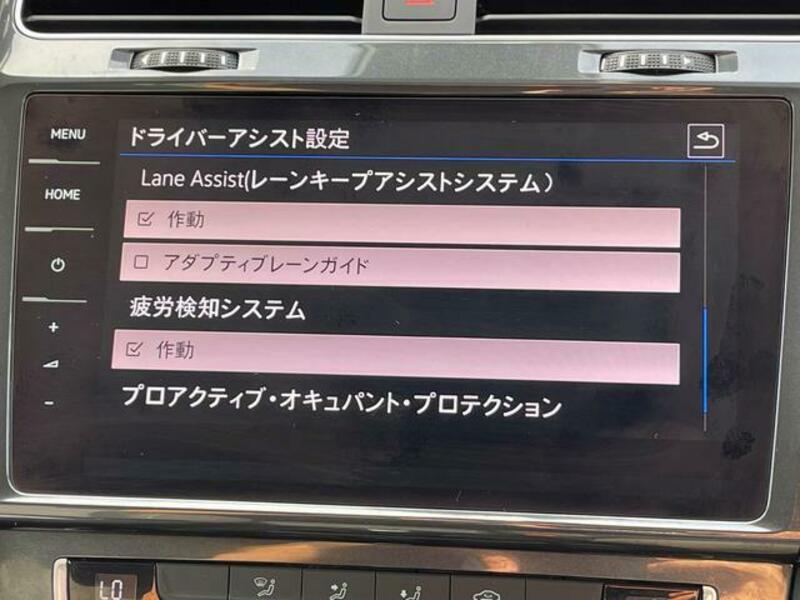 MENU
ドライバーアシスト設定
Lane Assist(レーンキープアシストシステム)
HOME
作動
アダプティブレーンガイド
疲労検知システム
+
作動
-
プロアクティブ・オキュパント・プロテクション
LO